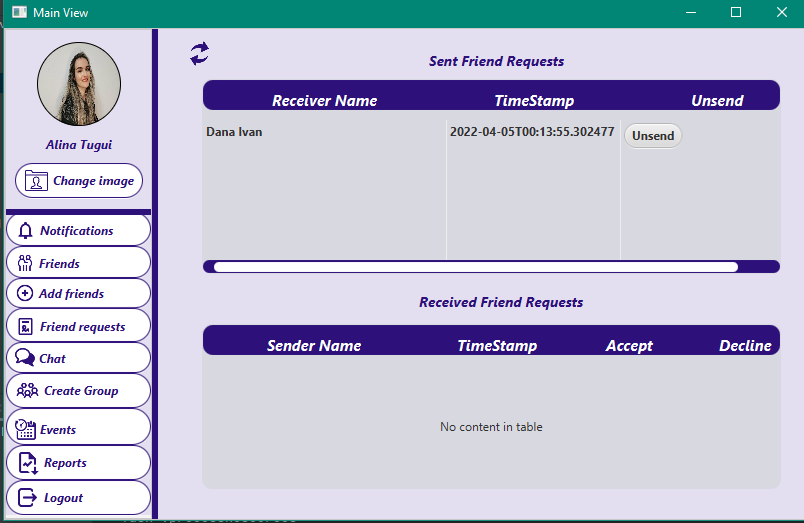 Main View
Alina Tugui
Change image
Notifications
Friends
Add friends
Friend requests
Chat
Create Group
Events
Reports
Logout
Sent Friend Requests
Receiver Name TimeStamp Unsend
Dana Ivan 2022-04-05T00:13:55.302477 Unsend
Received Friend Requests
Sender Name TimeStamp Accept Decline
No content in table